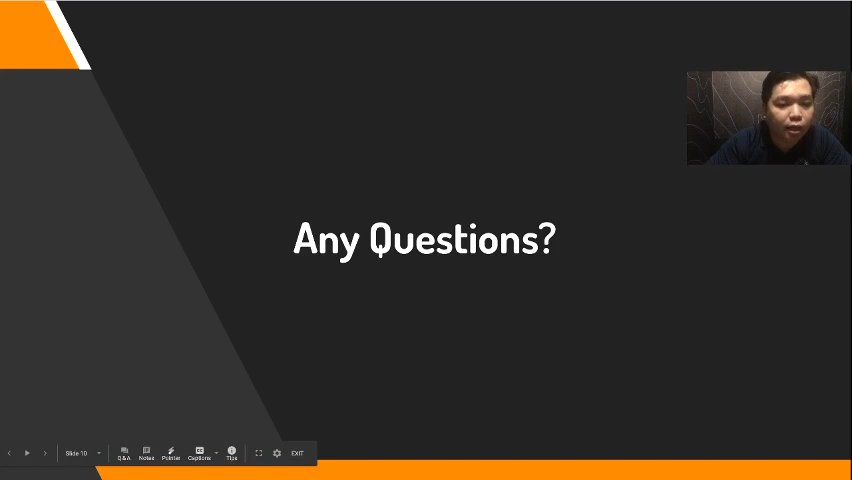 Any Questions?
Slide 10
Q&A
Notes
Pointer
Captions
Tips
EXIT